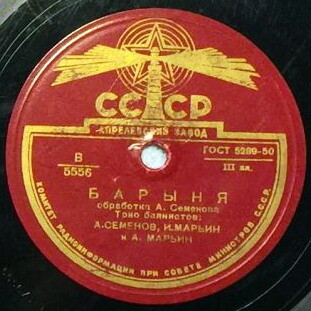 СССР
АПРЕЛЕВСКИЙ ЗАВОД
В
5556
ГОСТ 5289-50
III кл.
БАРЫНЯ
обработка А. Семенова
Трио баянистов:
А. СЕМЕНОВ, И. МАРЬИН
и А. МАРЬИН
КОМИТЕТ РАДИОИНФОРМАЦИИ ПРИ СОВЕТЕ МИНИСТРОВ СССР.